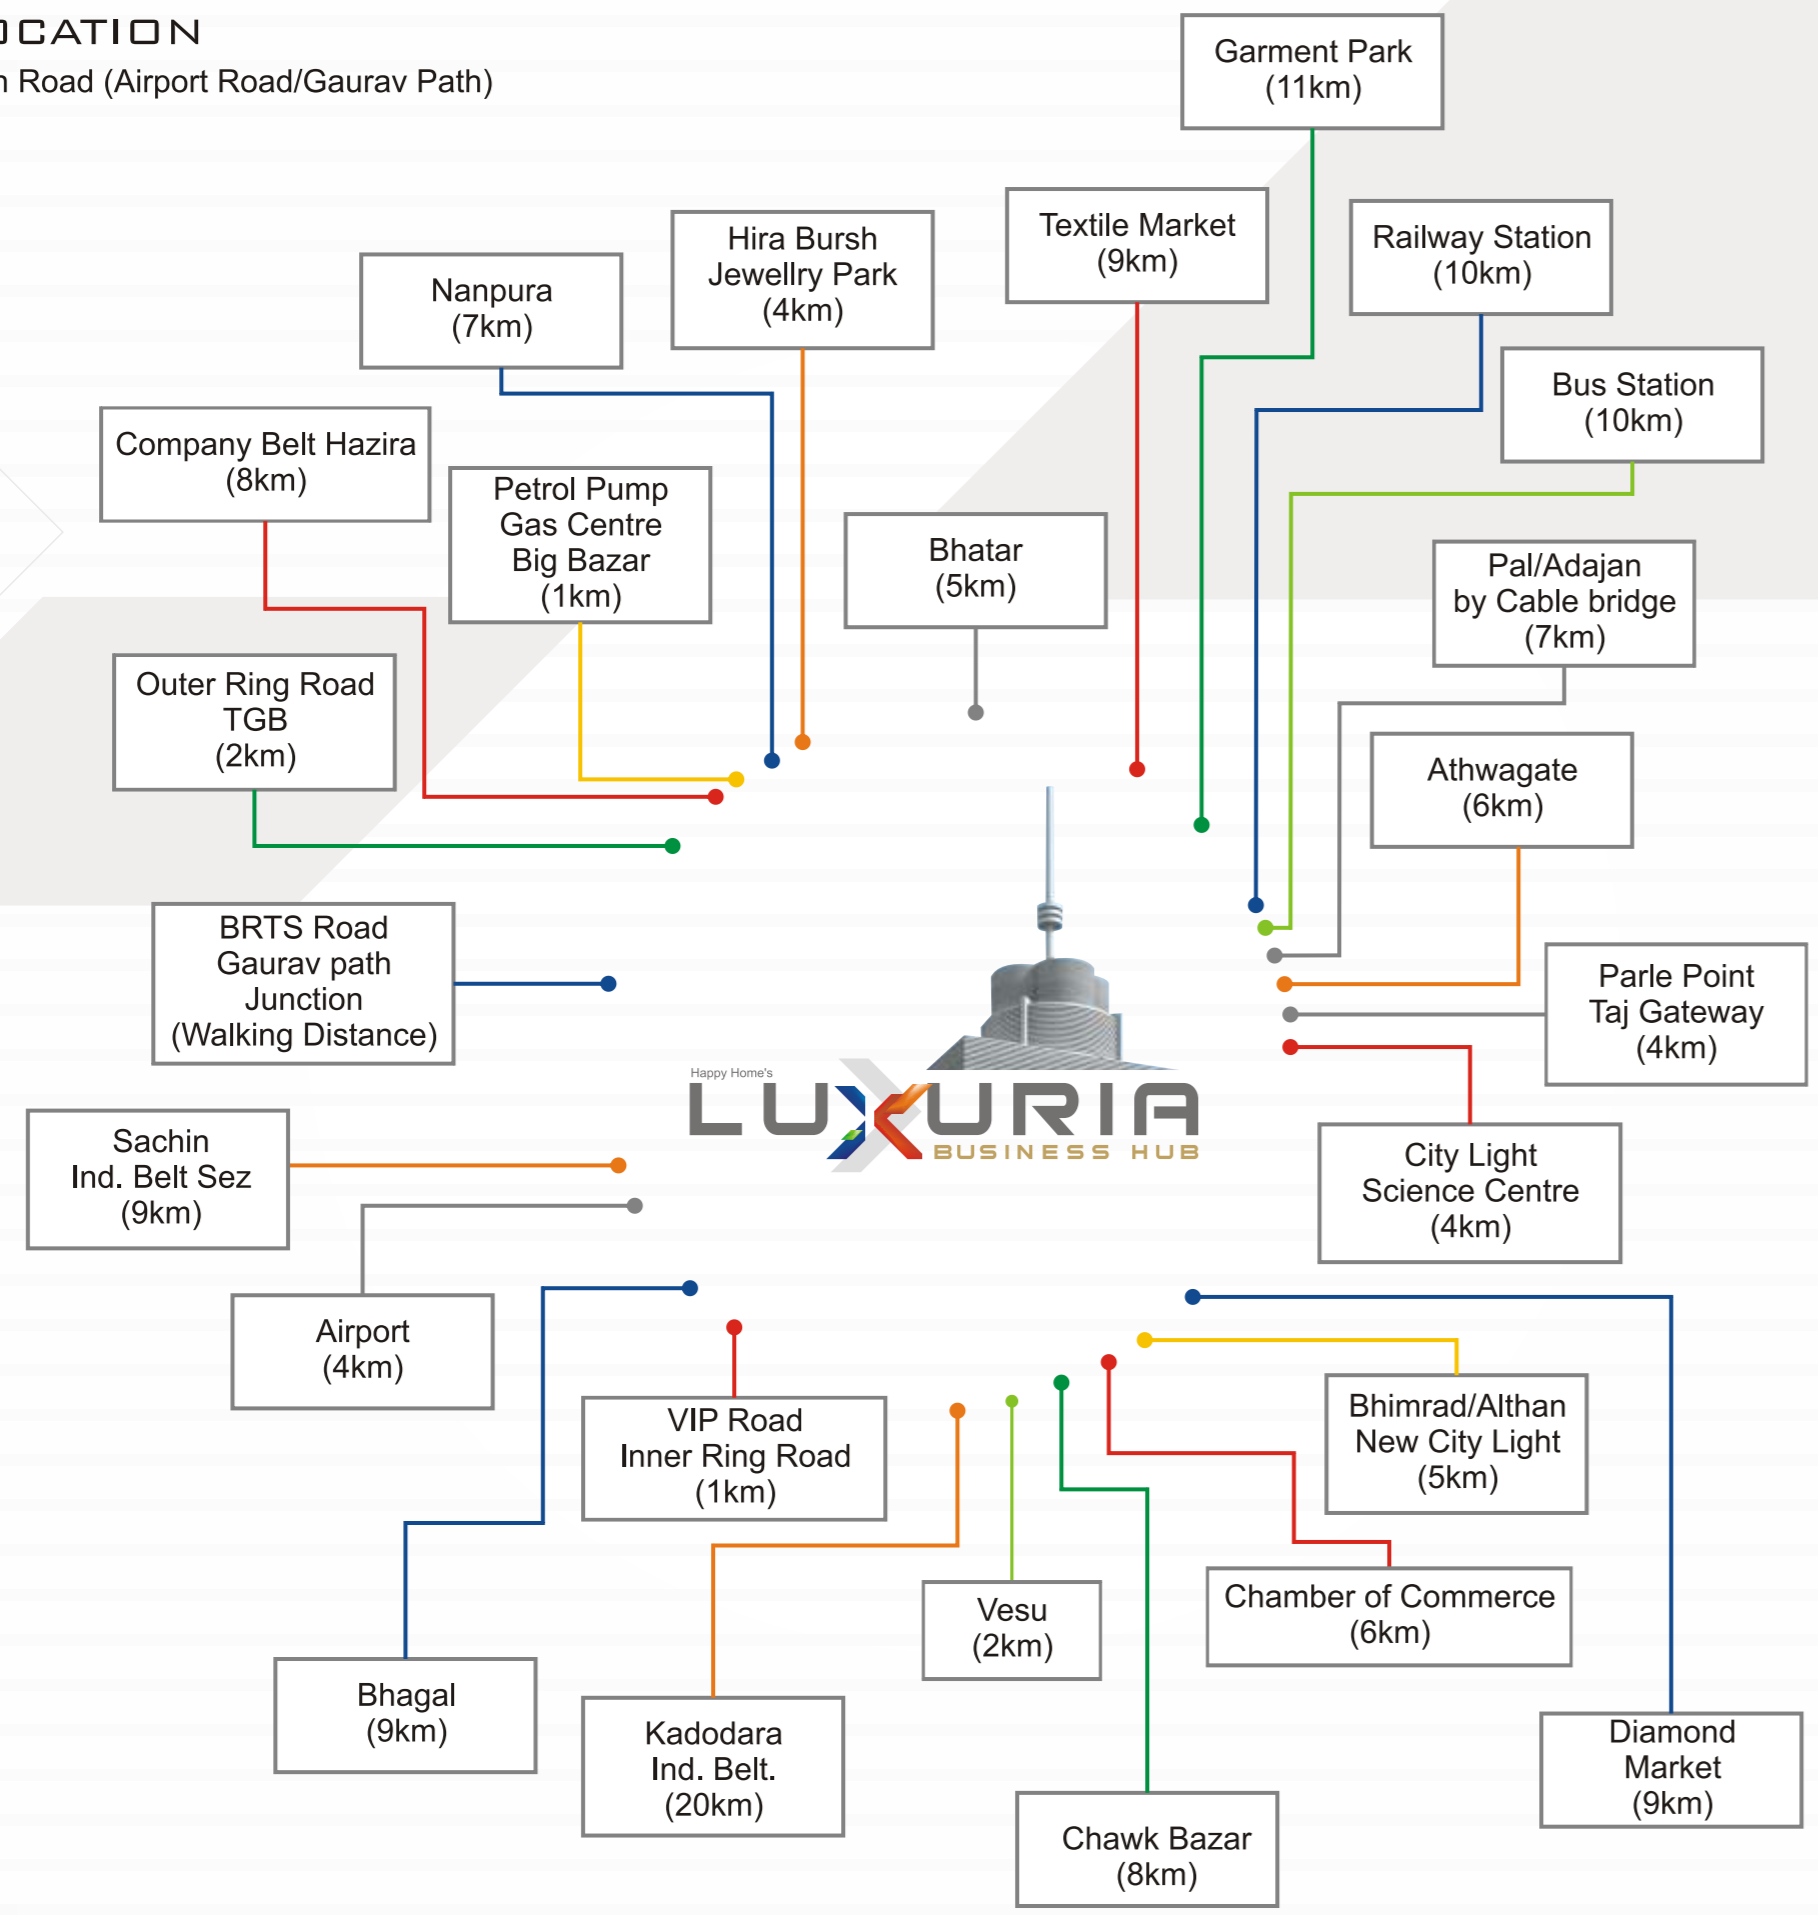 OCATION
n Road (Airport Road/Gaurav Path)
Garment Park
(11km)
Textile Market
(9km)
Railway Station
(10km)
Hira Bursh
Jewellry Park
(4km)
Nanpura
(7km)
Bus Station
(10km)
Company Belt Hazira
(8km)
Petrol Pump
Gas Centre
Big Bazar
(1km)
Bhatar
(5km)
Pal/Adajan
by Cable bridge
(7km)
Outer Ring Road
TGB
(2km)
Athwagate
(6km)
BRTS Road
Gaurav path
Junction
(Walking Distance)
Parle Point
Taj Gateway
(4km)
Happy Home's
LUXURIA
BUSINESS HUB
Sachin
Ind. Belt Sez
(9km)
City Light
Science Centre
(4km)
Airport
(4km)
VIP Road
Inner Ring Road
(1km)
Bhimrad/Althan
New City Light
(5km)
Vesu
(2km)
Chamber of Commerce
(6km)
Bhagal
(9km)
Kadodara
Ind. Belt.
(20km)
Diamond
Market
(9km)
Chawk Bazar
(8km)